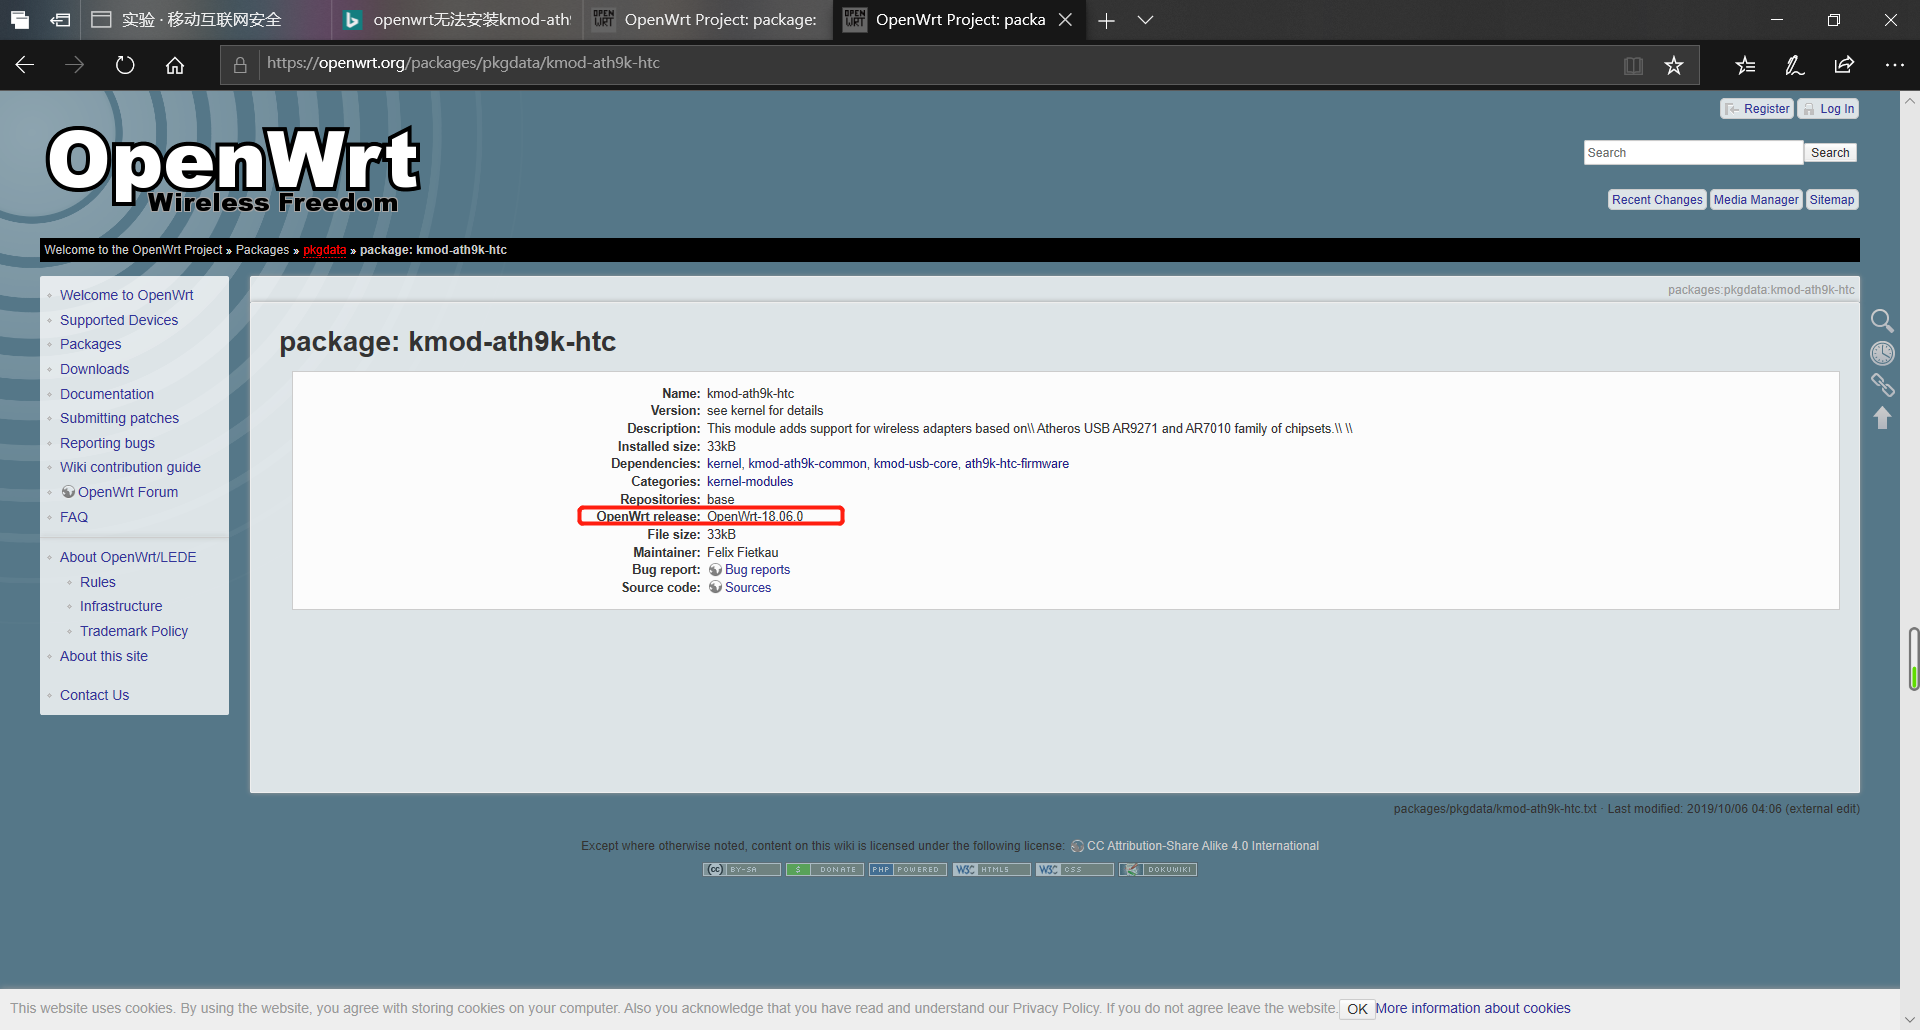 实验 · 移动互联网安全
openwrt无法安装kmod-ath
OpenWrt Project: package:
OpenWrt Project: packa
https://openwrt.org/packages/pkgdata/kmod-ath9k-htc
Register Log In
OpenWrt
Wireless Freedom
Search Search
Recent Changes Media Manager Sitemap
Welcome to the OpenWrt Project » Packages » pkgdata » package: kmod-ath9k-htc
Welcome to OpenWrt
Supported Devices
Packages
Downloads
Documentation
Submitting patches
Reporting bugs
Wiki contribution guide
OpenWrt Forum
FAQ
About OpenWrt/LEDE
Rules
Infrastructure
Trademark Policy
About this site
Contact Us
packages:pkgdata:kmod-ath9k-htc
package: kmod-ath9k-htc
Name: kmod-ath9k-htc
Version: see kernel for details
Description: This module adds support for wireless adapters based on\\ Atheros USB AR9271 and AR7010 family of chipsets.\\ \\
Installed size: 33kB
Dependencies: kernel, kmod-ath9k-common, kmod-usb-core, ath9k-htc-firmware
Categories: kernel-modules
Repositories: base
OpenWrt release: OpenWrt-18.06.0
File size: 33kB
Maintainer: Felix Fietkau
Bug report: Bug reports
Source code: Sources
packages/pkgdata/kmod-ath9k-htc.txt · Last modified: 2019/10/06 04:06 (external edit)
Except where otherwise noted, content on this wiki is licensed under the following license: CC Attribution-Share Alike 4.0 International
CC BY-SA $ DONATE PHP POWERED W3C HTML5 W3C CSS DOKUWIKI
This website uses cookies. By using the website, you agree with storing cookies on your computer. Also you acknowledge that you have read and understand our Privacy Policy. If you do not agree leave the website. OK More information about cookies